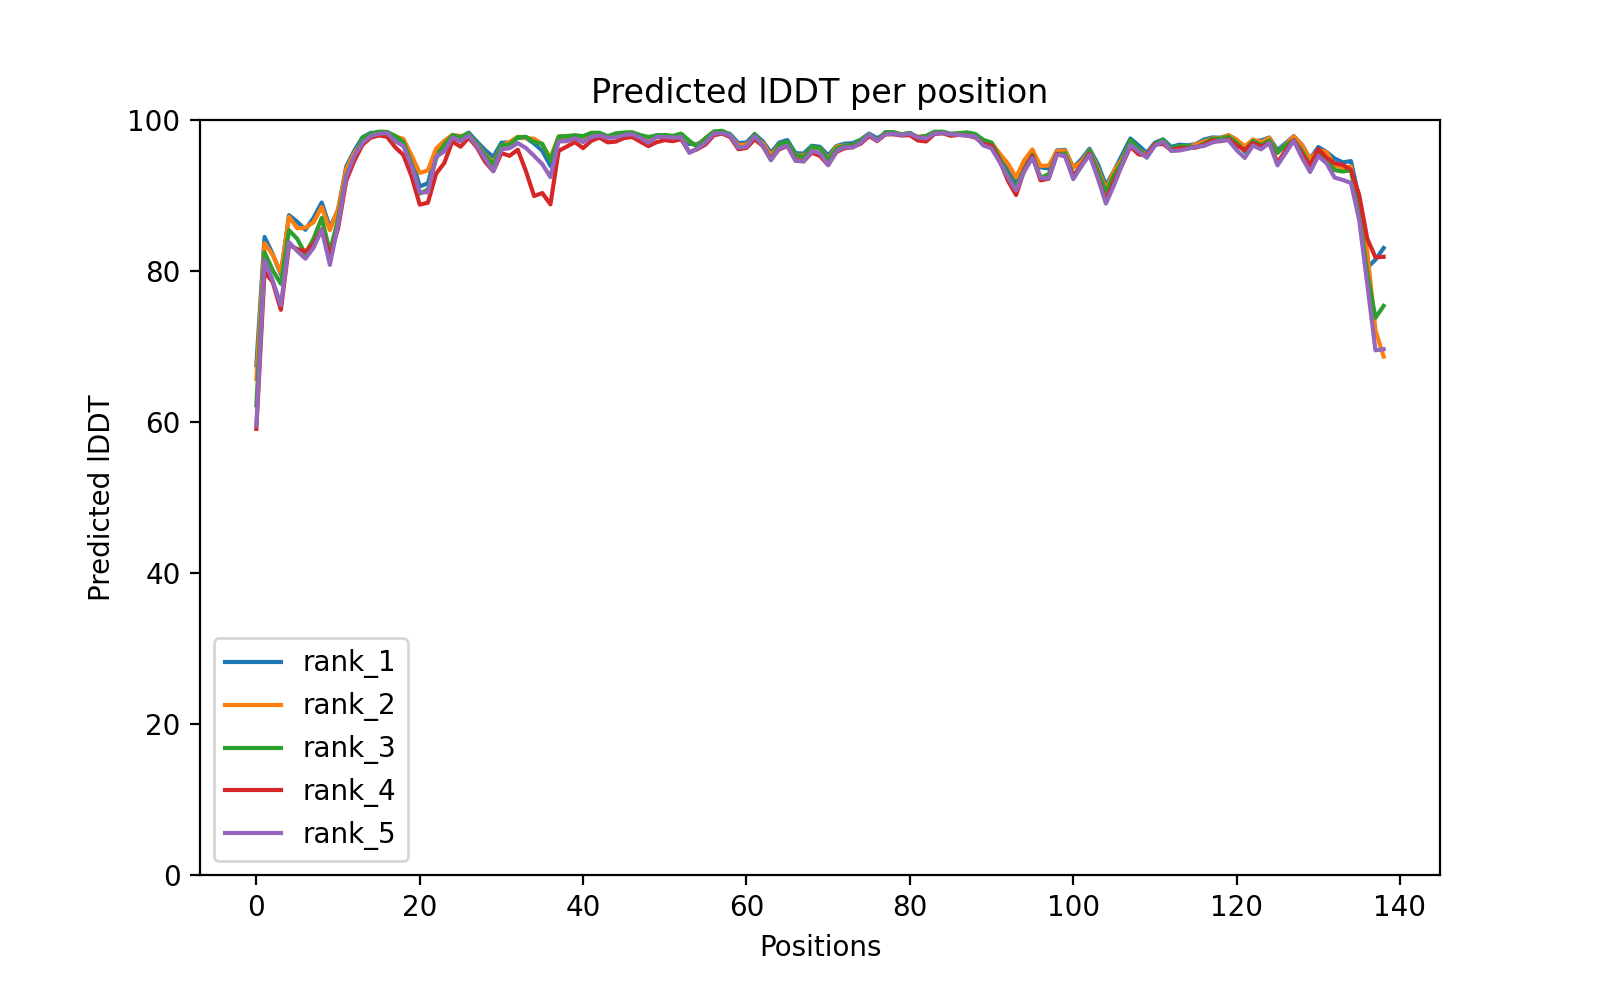 Predicted lDDT per position
100
80
60
40
20
0
Predicted lDDT
rank_1
rank_2
rank_3
rank_4
rank_5
0 20 40 60 80 100 120 140
Positions